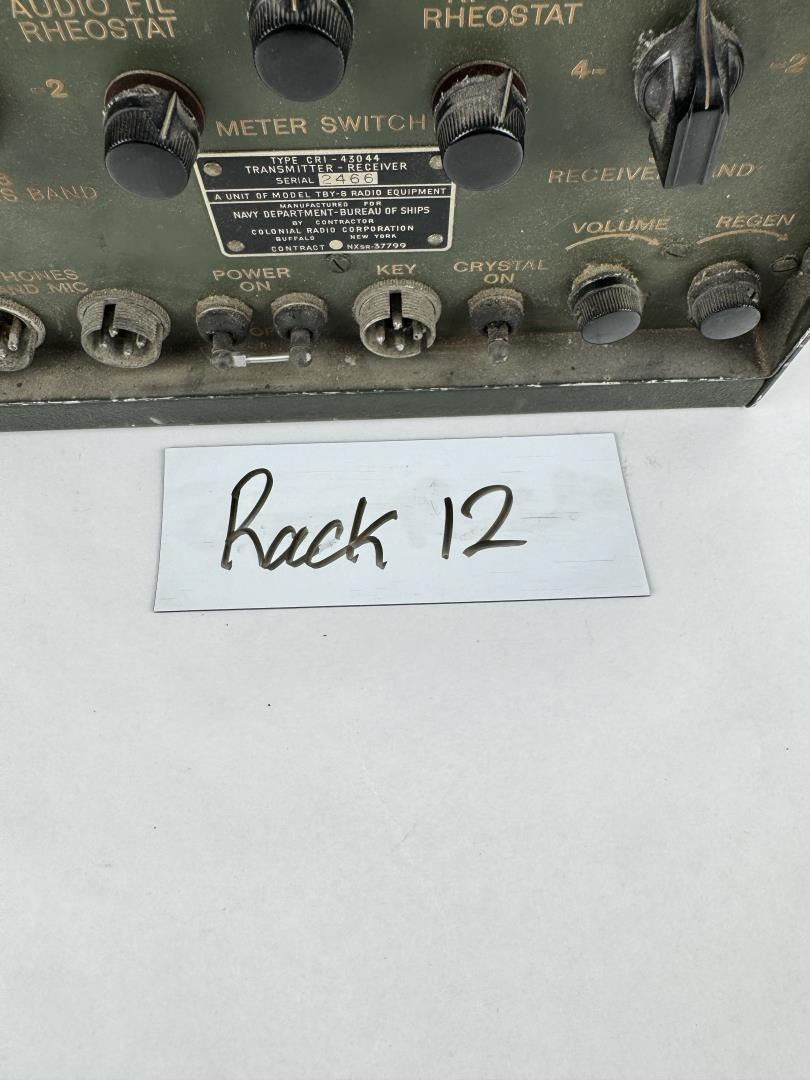 AUDIO FIL
RHEOSTAT
RHEOSTAT
2
4
2
METER SWITCH
TYPE CRI-43044
TRANSMITTER-RECEIVER
SERIAL 2466
A UNIT OF MODEL TBY-8 RADIO EQUIPMENT
MANUFACTURED FOR
NAVY DEPARTMENT-BUREAU OF SHIPS
BY CONTRACTOR
COLONIAL RADIO CORPORATION
BUFFALO NEW YORK
CONTRACT NXSR-37799
BAND
VOLUME
REGEN
MIC
POWER
ON
KEY
CRYSTAL
ON
Rack 12